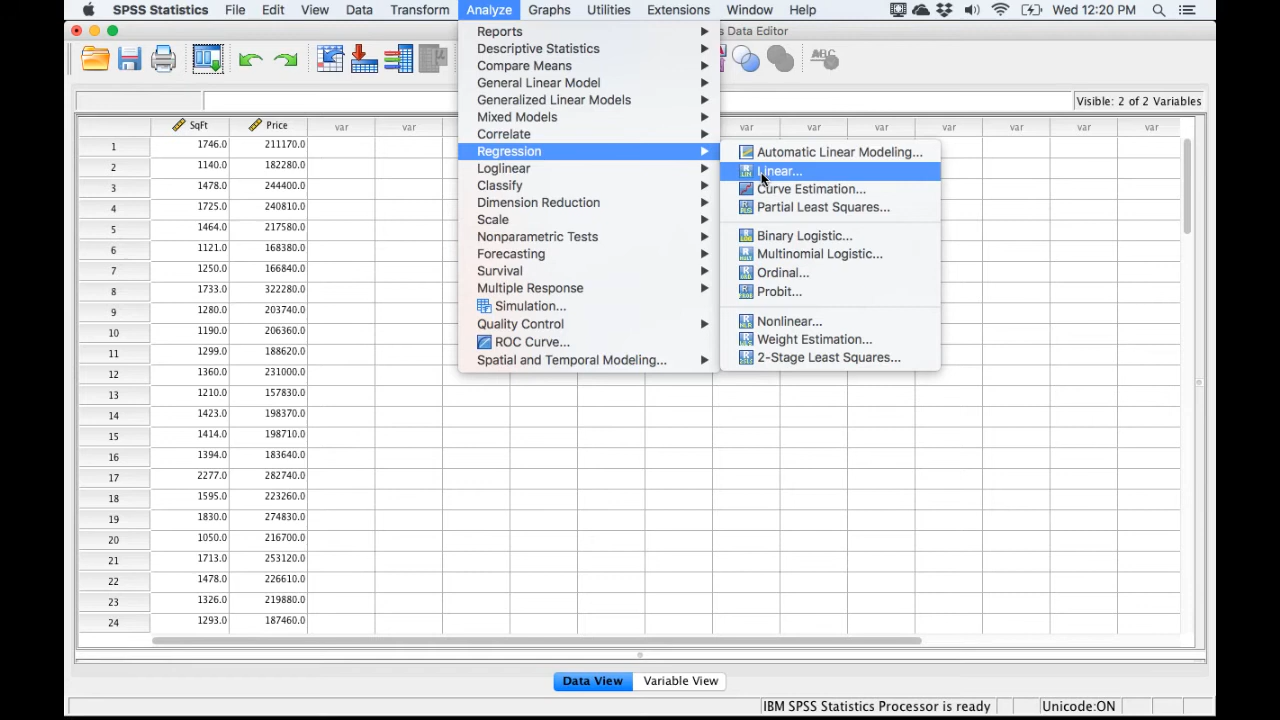 SPSS Statistics File Edit View Data Transform Analyze Graphs Utilities Extensions Window Help Wed 12:20 PM
s Data Editor
Visible: 2 of 2 Variables
SqFt Price var var var var var var var var var
Reports
Descriptive Statistics
Compare Means
General Linear Model
Generalized Linear Models
Mixed Models
Correlate
Regression
Loglinear
Classify
Dimension Reduction
Scale
Nonparametric Tests
Forecasting
Survival
Multiple Response
Simulation...
Quality Control
ROC Curve...
Spatial and Temporal Modeling...
Automatic Linear Modeling...
Linear...
Curve Estimation...
Partial Least Squares...
Binary Logistic...
Multinomial Logistic...
Ordinal...
Probit...
Nonlinear...
Weight Estimation...
2-Stage Least Squares...
1 1746.0 211170.0
2 1140.0 182280.0
3 1478.0 244400.0
4 1725.0 240810.0
5 1464.0 217580.0
6 1121.0 168380.0
7 1250.0 166840.0
8 1733.0 322280.0
9 1280.0 203740.0
10 1190.0 206360.0
11 1299.0 188620.0
12 1360.0 231000.0
13 1210.0 157830.0
14 1423.0 198370.0
15 1414.0 198710.0
16 1394.0 183640.0
17 2277.0 282740.0
18 1595.0 223260.0
19 1830.0 274830.0
20 1050.0 216700.0
21 1713.0 253120.0
22 1478.0 226610.0
23 1326.0 219880.0
24 1293.0 187460.0
Data View Variable View
IBM SPSS Statistics Processor is ready Unicode:ON